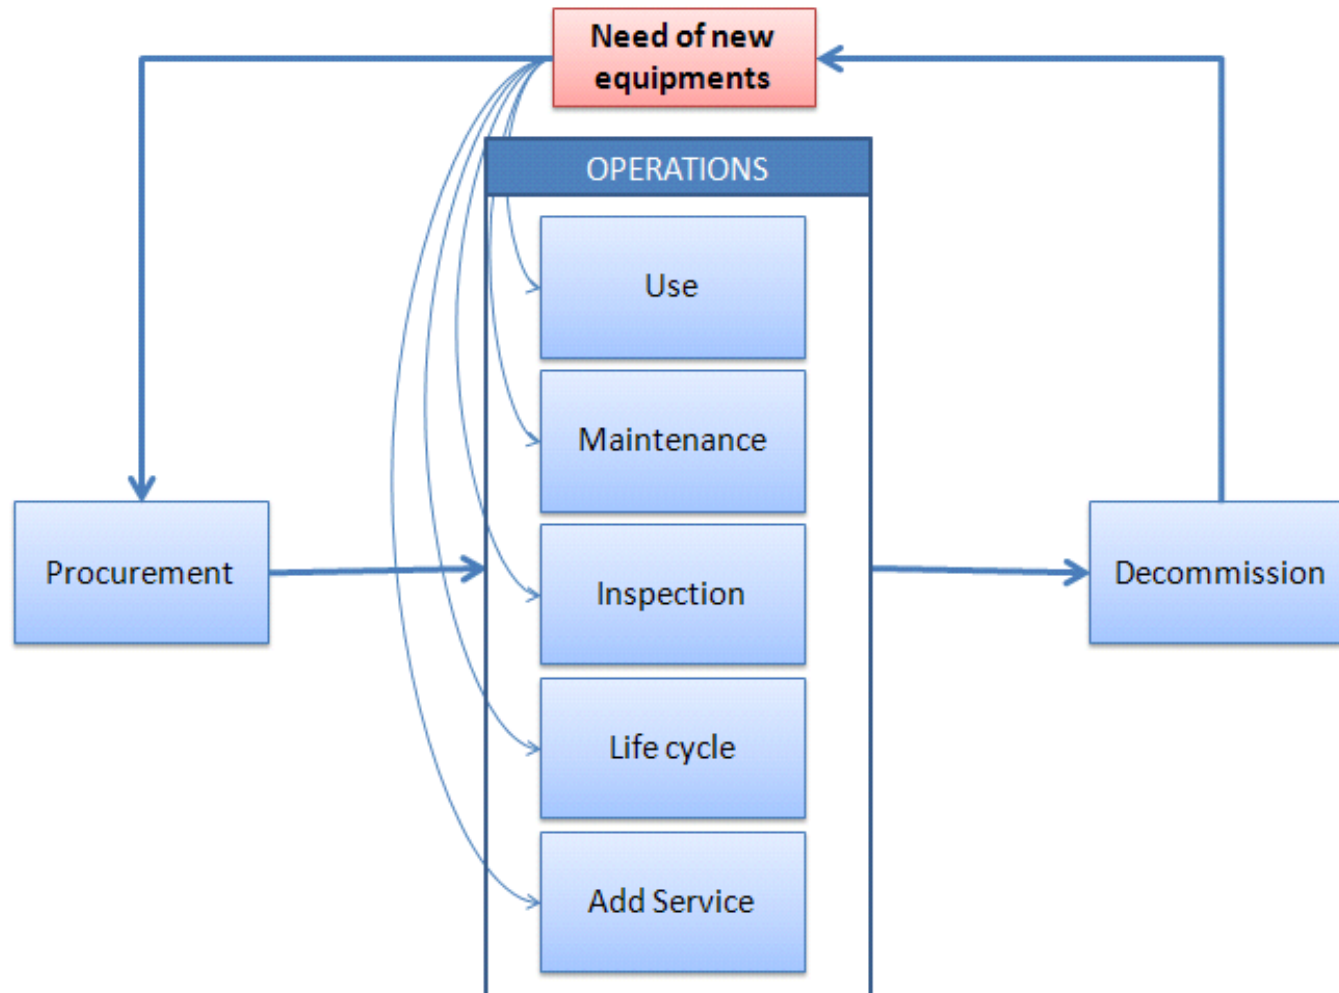 Need of new
equipments
OPERATIONS
Use
Maintenance
Procurement
Inspection
Decommission
Life cycle
Add Service